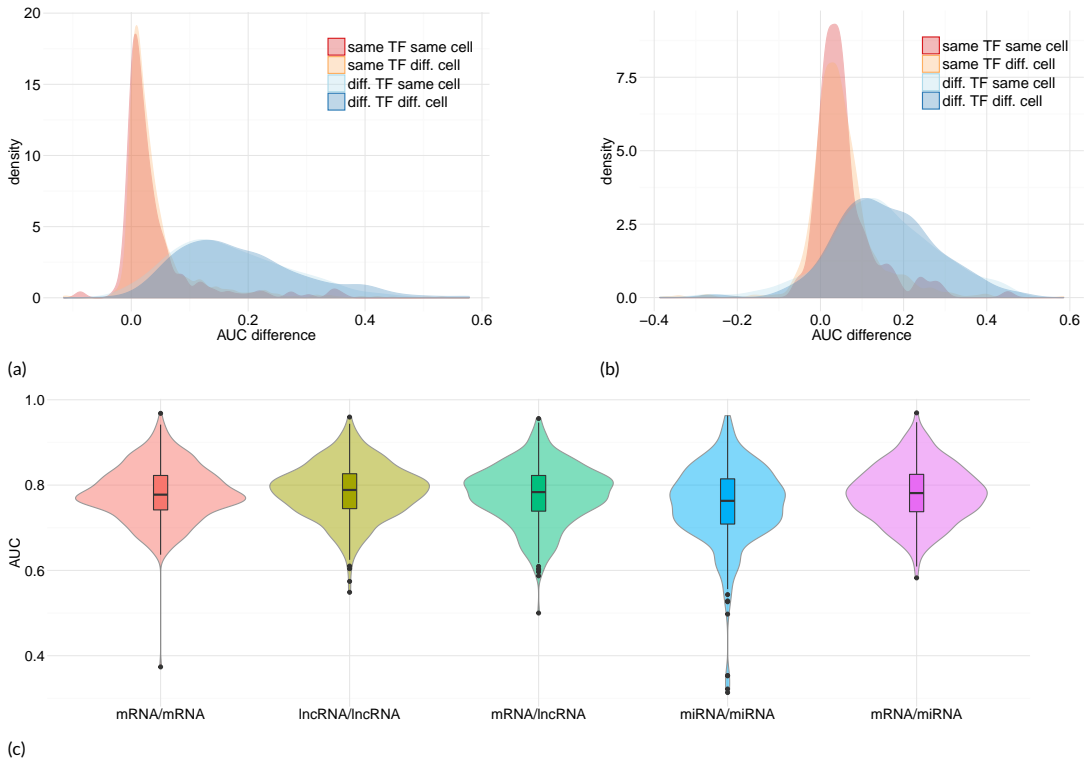 20
15
10
5
0
density
0.0
0.2
0.4
0.6
AUC difference
same TF same cell
same TF diff. cell
diff. TF same cell
diff. TF diff. cell
(a)
7.5
5.0
2.5
0.0
density
−0.4
−0.2
0.0
0.2
0.4
0.6
AUC difference
same TF same cell
same TF diff. cell
diff. TF same cell
diff. TF diff. cell
(b)
1.0
0.8
0.6
0.4
AUC
mRNA/mRNA
lncRNA/lncRNA
mRNA/lncRNA
miRNA/miRNA
mRNA/miRNA
(c)